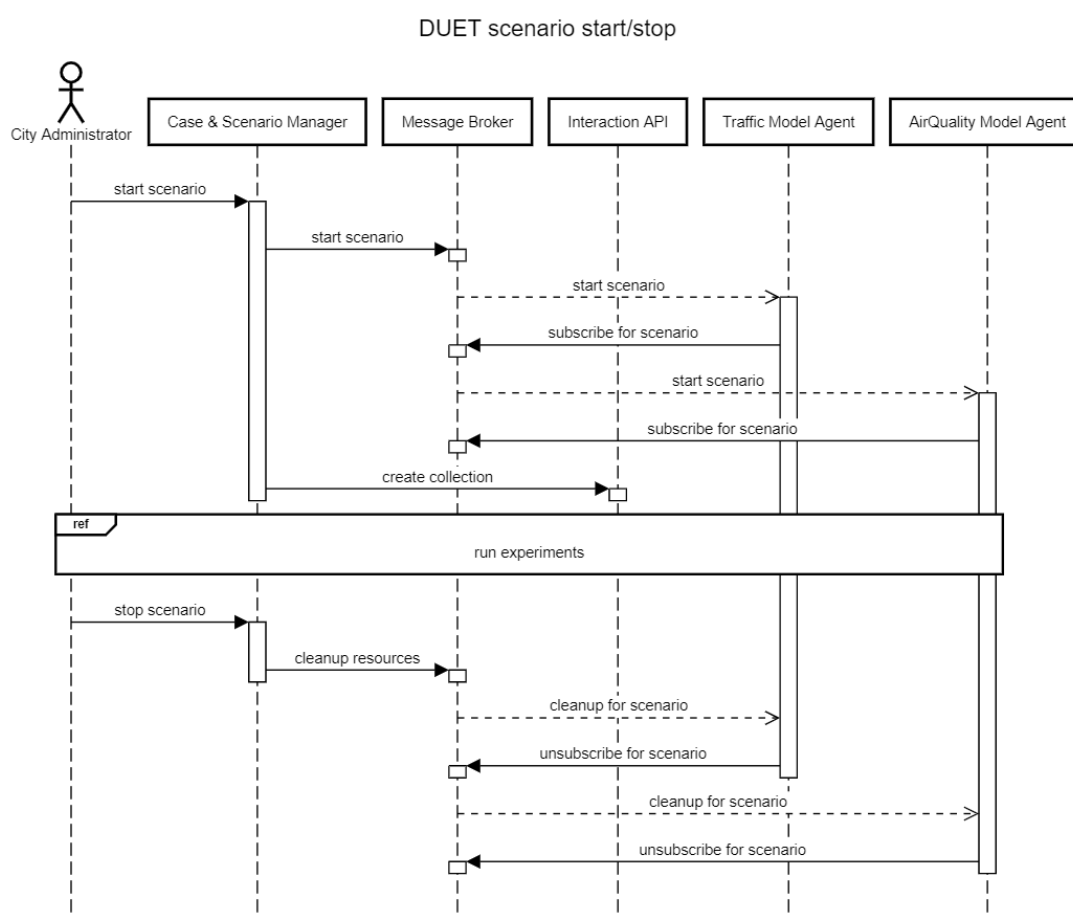 DUET scenario start/stop
City Administrator
Case & Scenario Manager
Message Broker
Interaction API
Traffic Model Agent
AirQuality Model Agent
start scenario
start scenario
start scenario
subscribe for scenario
start scenario
subscribe for scenario
create collection
ref
run experiments
stop scenario
cleanup resources
cleanup for scenario
unsubscribe for scenario
cleanup for scenario
unsubscribe for scenario